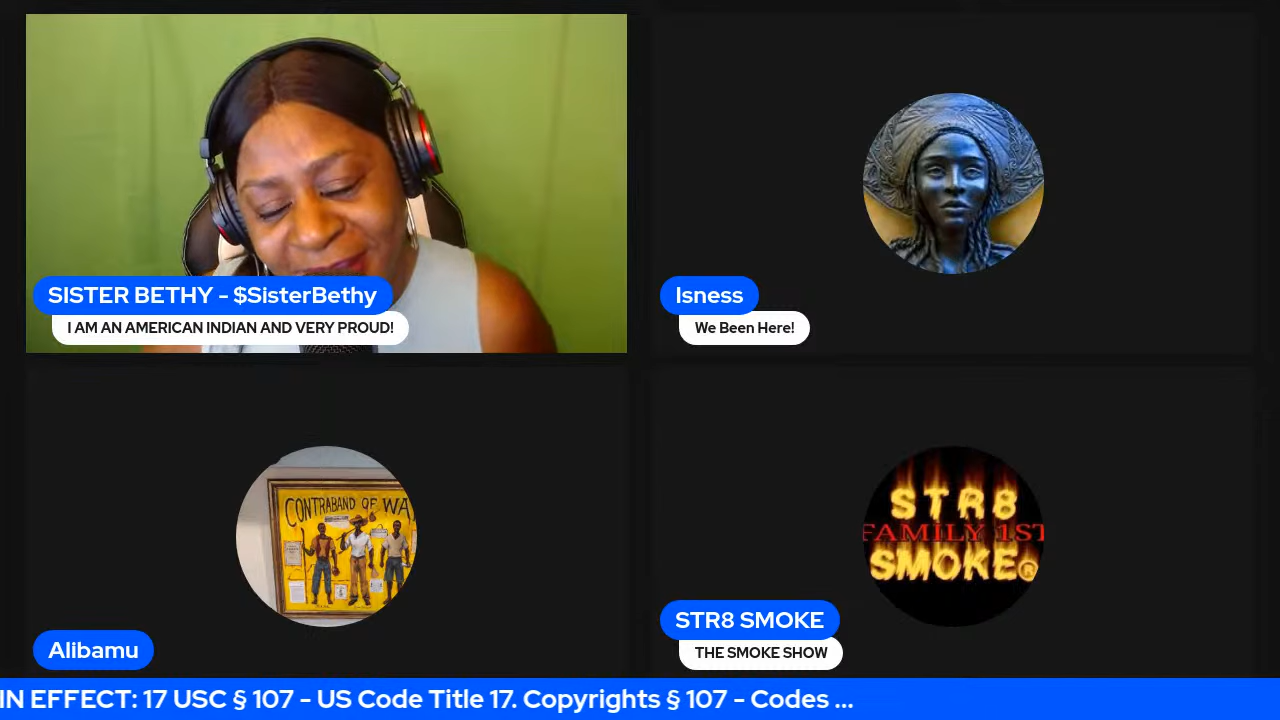 SISTER BETHY - $SisterBethy
I AM AN AMERICAN INDIAN AND VERY PROUD!
Isness
We Been Here!
CONTRABAND OF WA
Alibamu
STR8
FAMILY 1ST
SMOKE®
STR8 SMOKE
THE SMOKE SHOW
IN EFFECT: 17 USC § 107 - US Code Title 17. Copyrights § 107 - Codes ...